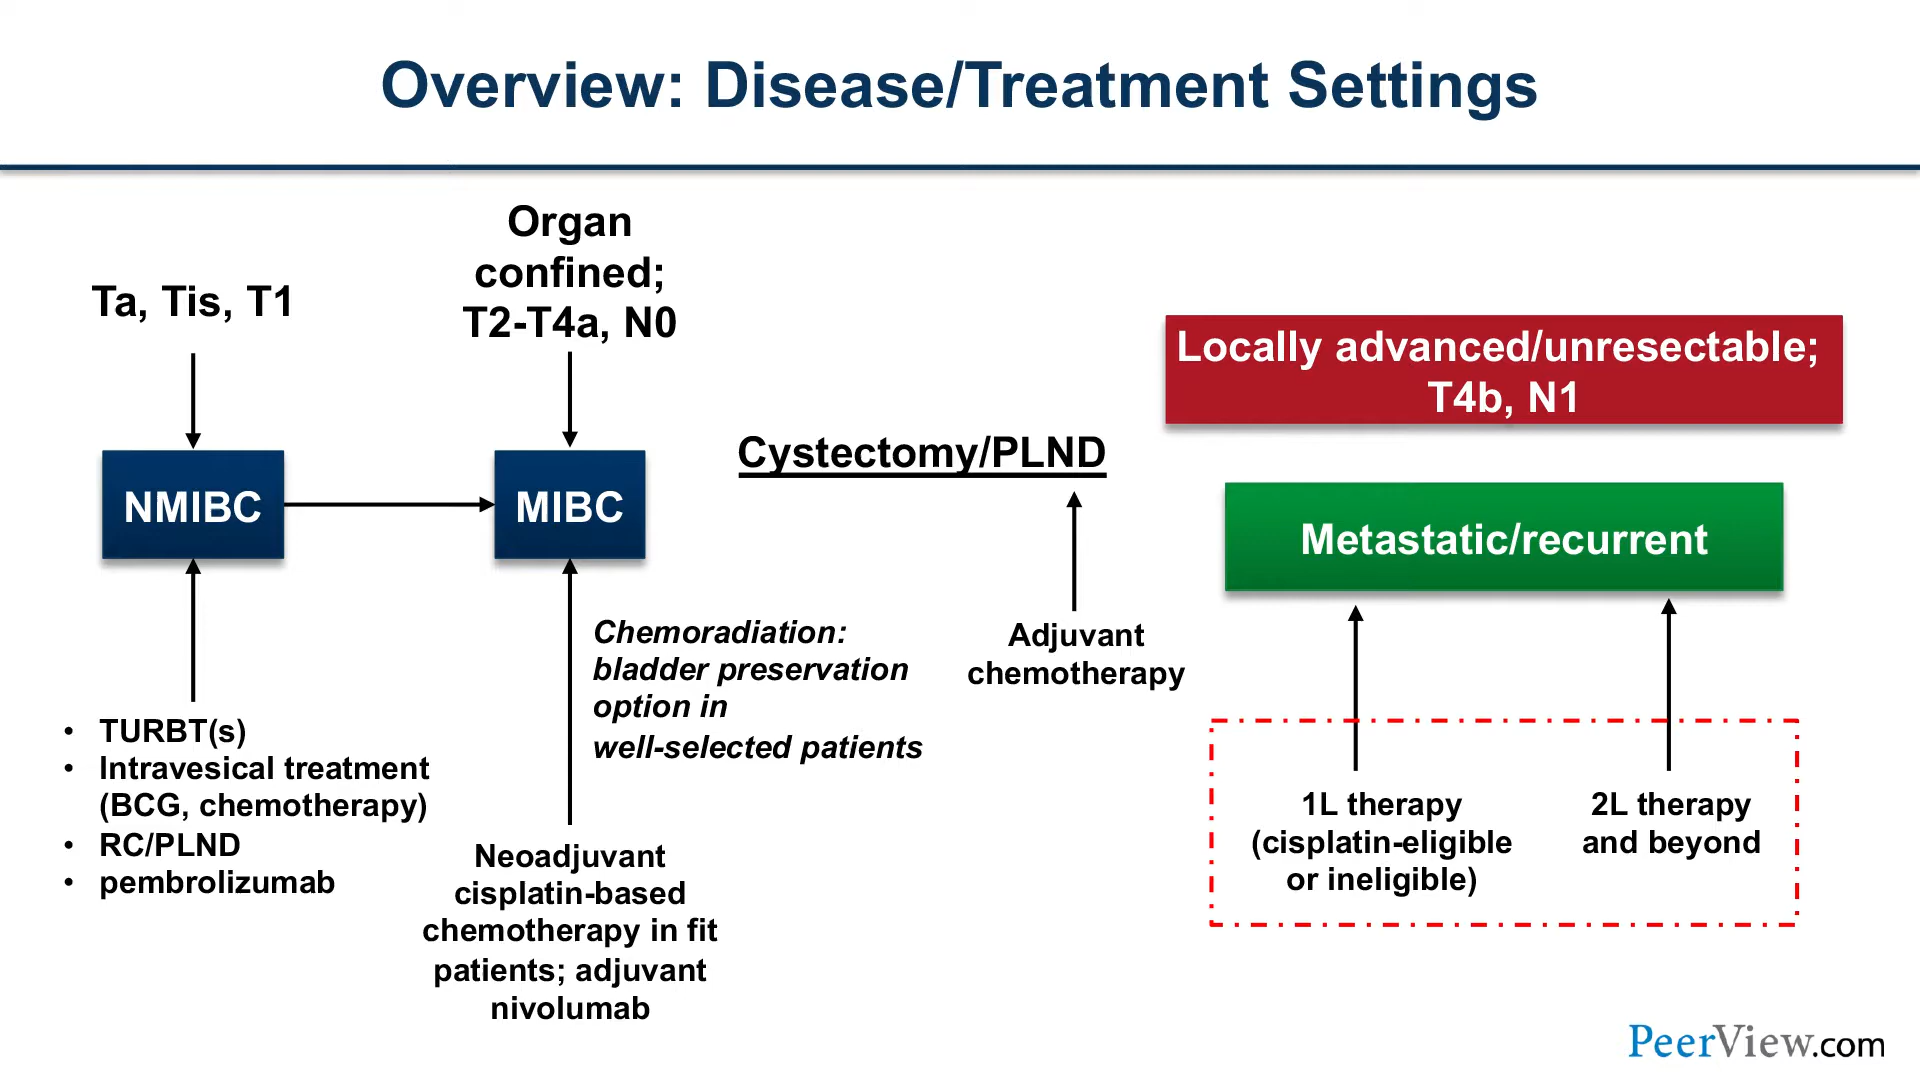 Overview: Disease/Treatment Settings
Ta, Tis, T1
Organ
confined;
T2-T4a, N0
NMIBC
MIBC
Cystectomy/PLND
Locally advanced/unresectable;
T4b, N1
Metastatic/recurrent
• TURBT(s)
• Intravesical treatment
(BCG, chemotherapy)
• RC/PLND
• pembrolizumab
Chemoradiation:
bladder preservation
option in
well-selected patients
Neoadjuvant
cisplatin-based
chemotherapy in fit
patients; adjuvant
nivolumab
Adjuvant
chemotherapy
1L therapy
(cisplatin-eligible
or ineligible)
2L therapy
and beyond
PeerView.com